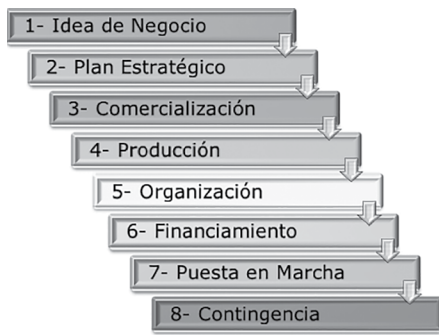 1- Idea de Negocio
2- Plan Estratégico
3- Comercialización
4- Producción
5- Organización
6- Financiamiento
7- Puesta en Marcha
8- Contingencia